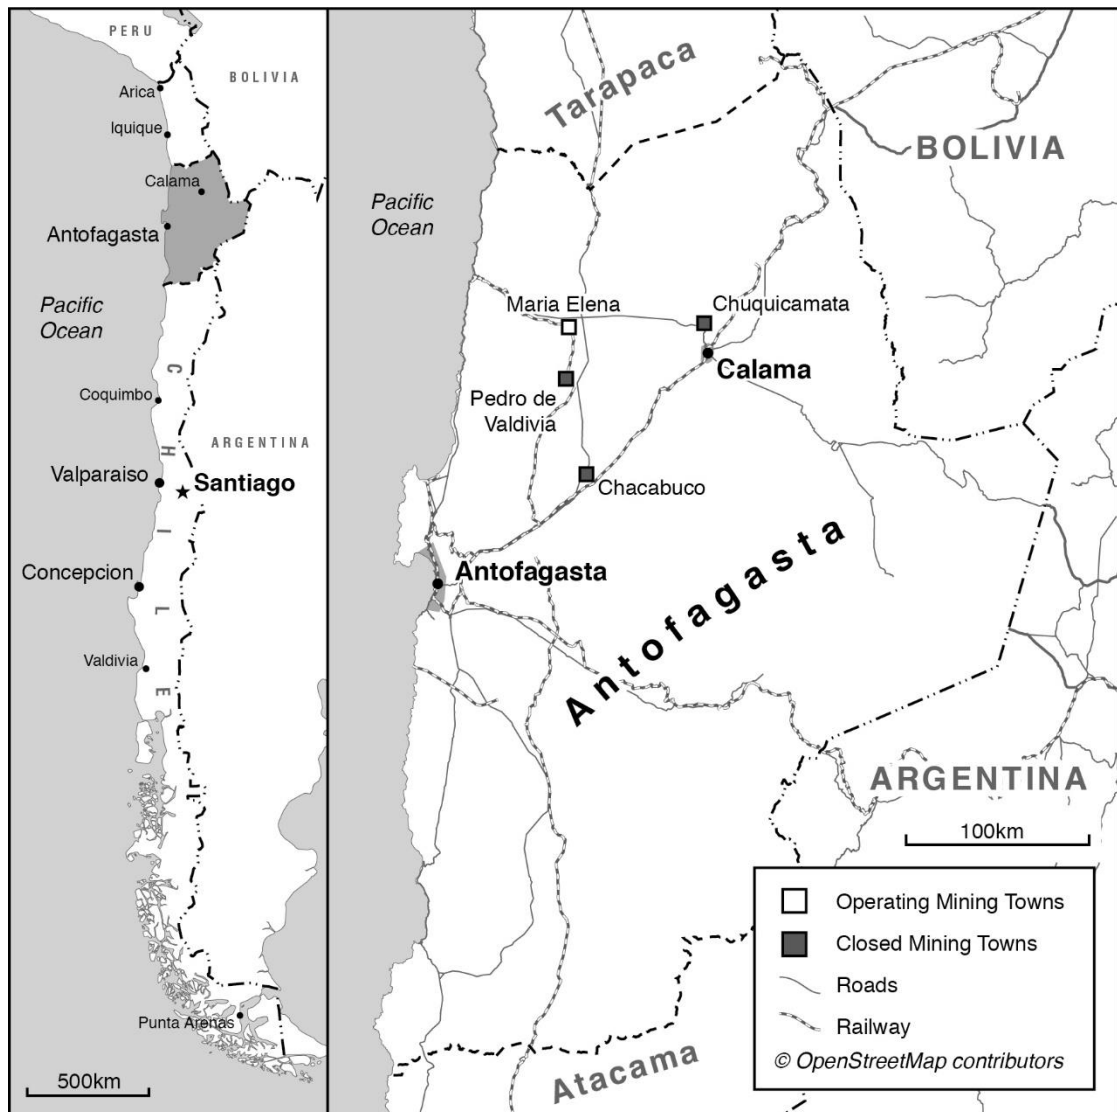 PERU
BOLIVIA
Arica
Iquique
Calama
Antofagasta
Pacific
Ocean
CHILE
Coquimbo
ARGENTINA
Valparaiso
Santiago
Concepcion
Valdivia
Punta Arenas
500km
Tarapaca
BOLIVIA
Pacific
Ocean
Maria Elena
Chuquicamata
Calama
Pedro de
Valdivia
Chacabuco
Antofagasta
Antofagasta
ARGENTINA
100km
Atacama
Operating Mining Towns
Closed Mining Towns
Roads
Railway
© OpenStreetMap contributors